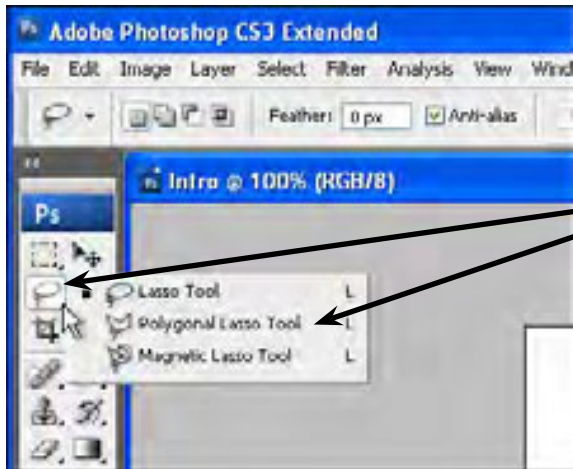 Adobe Photoshop CS3 Extended
File Edit Image Layer Select Filter Analysis View Wind
Feather: 0 px Anti-alias
Intro @ 100% (RGB/8)
Ps
Lasso Tool L
Polygonal Lasso Tool L
Magnetic Lasso Tool L